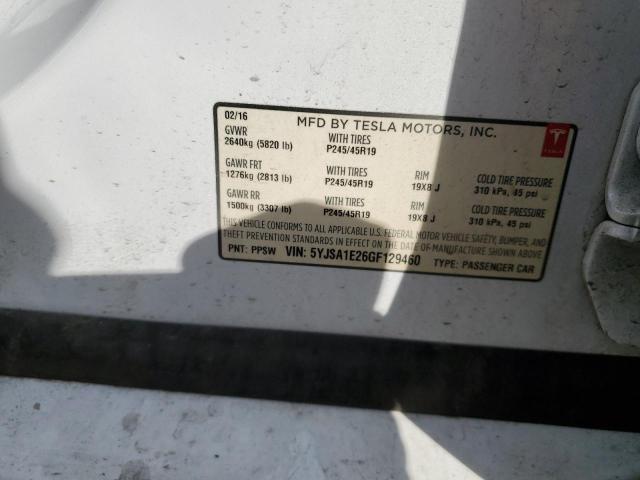 02/16
MFD BY TESLA MOTORS, INC.
TESLA
GVWR WITH TIRES
2640kg (5820 lb) P245/45R19
GAWR FRT WITH TIRES RIM COLD TIRE PRESSURE
1276kg (2813 lb) P245/45R19 19X8 J 310 kPa, 45 psi
GAWR RR WITH TIRES RIM COLD TIRE PRESSURE
1500kg (3307 lb) P245/45R19 19X8 J 310 kPa, 45 psi
THIS VEHICLE CONFORMS TO ALL APPLICABLE U.S. FEDERAL MOTOR VEHICLE SAFETY, BUMPER, AND
THEFT PREVENTION STANDARDS IN EFFECT ON THE DATE OF MANUFACTURE SHOWN ABOVE.
PNT: PPSW VIN: 5YJSA1E26GF129460 TYPE: PASSENGER CAR